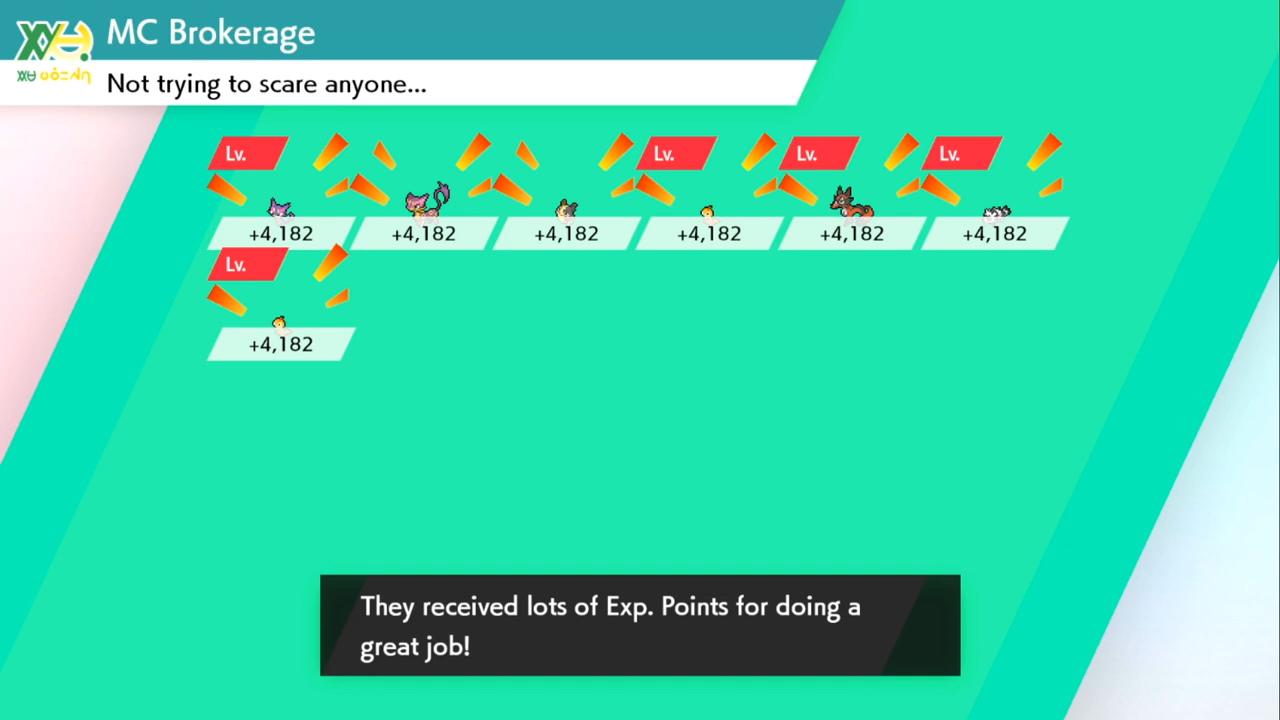 MC Brokerage
Not trying to scare anyone...
Lv. Lv. Lv. Lv.
+4,182 +4,182 +4,182 +4,182 +4,182 +4,182
Lv.
+4,182
They received lots of Exp. Points for doing a
great job!